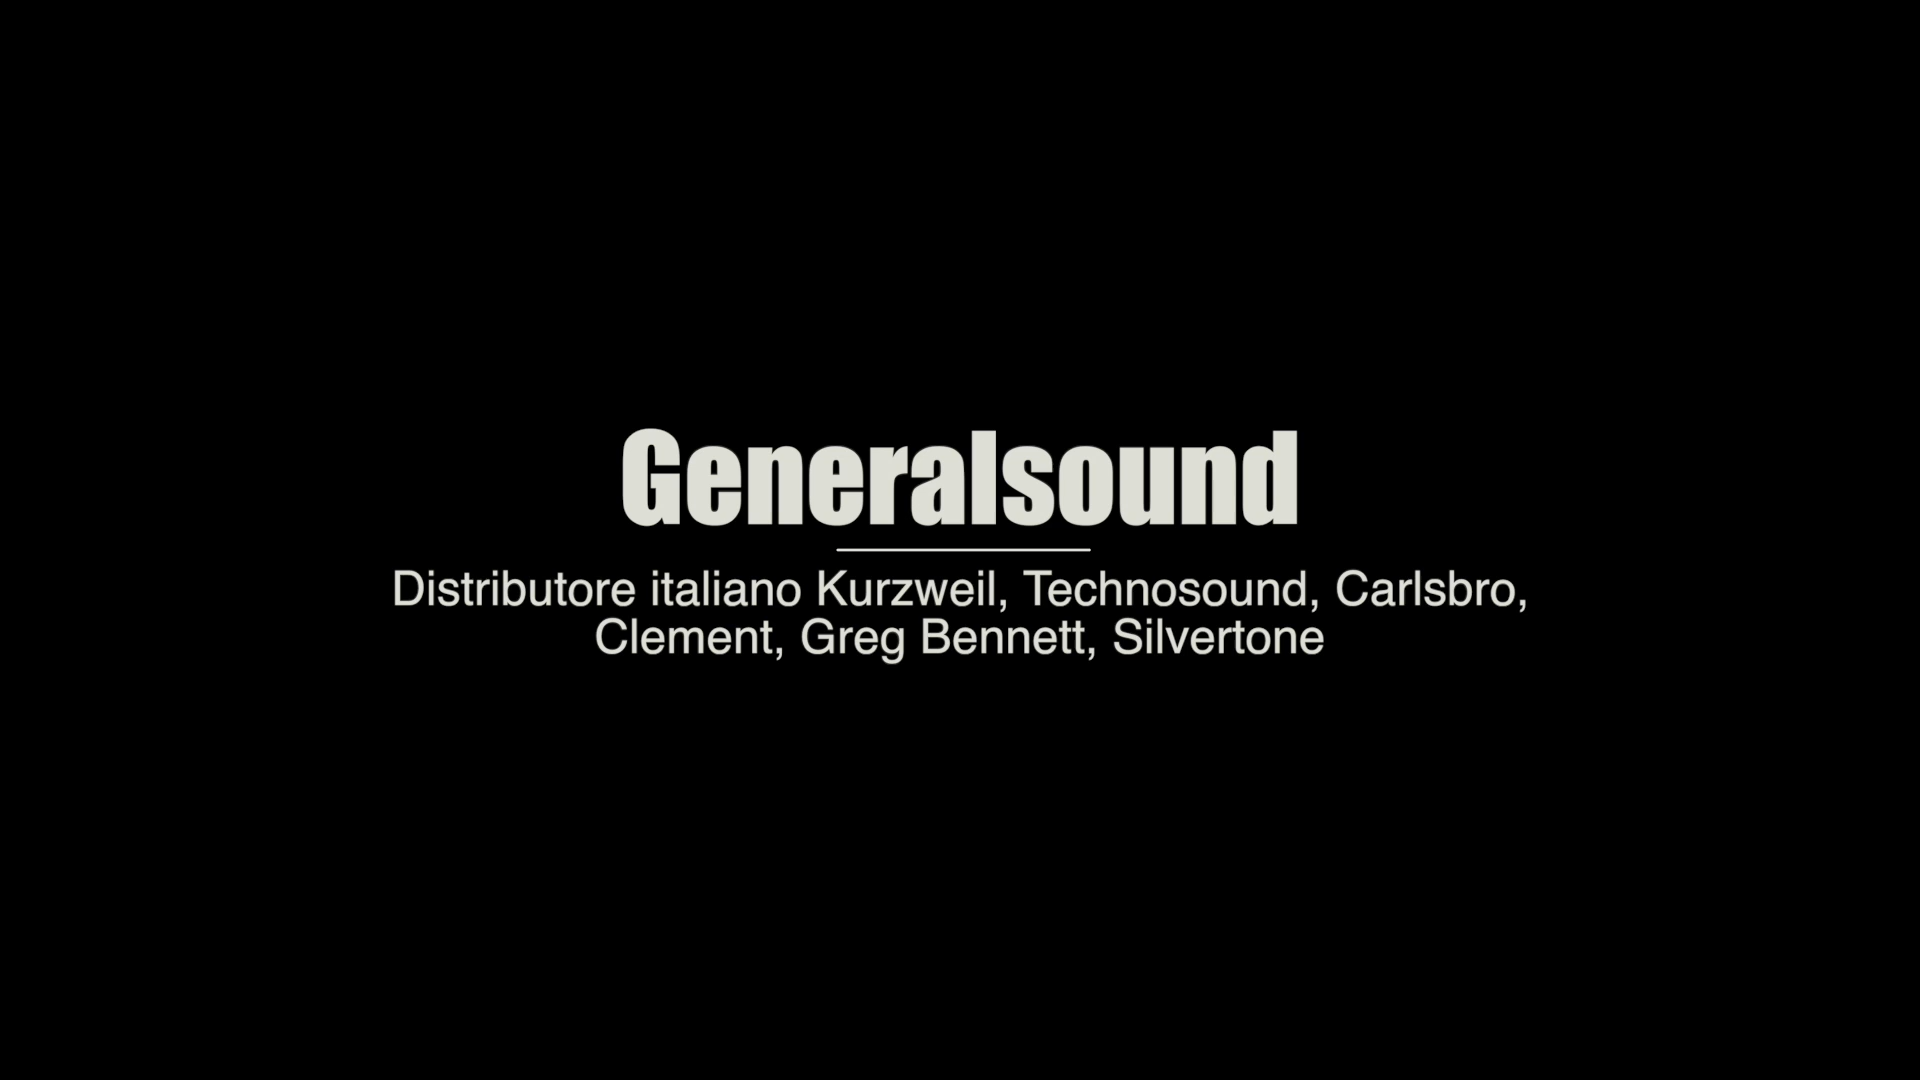 Generalsound
Distributore italiano Kurzweil, Technosound, Carlsbro,
Clement, Greg Bennett, Silvertone